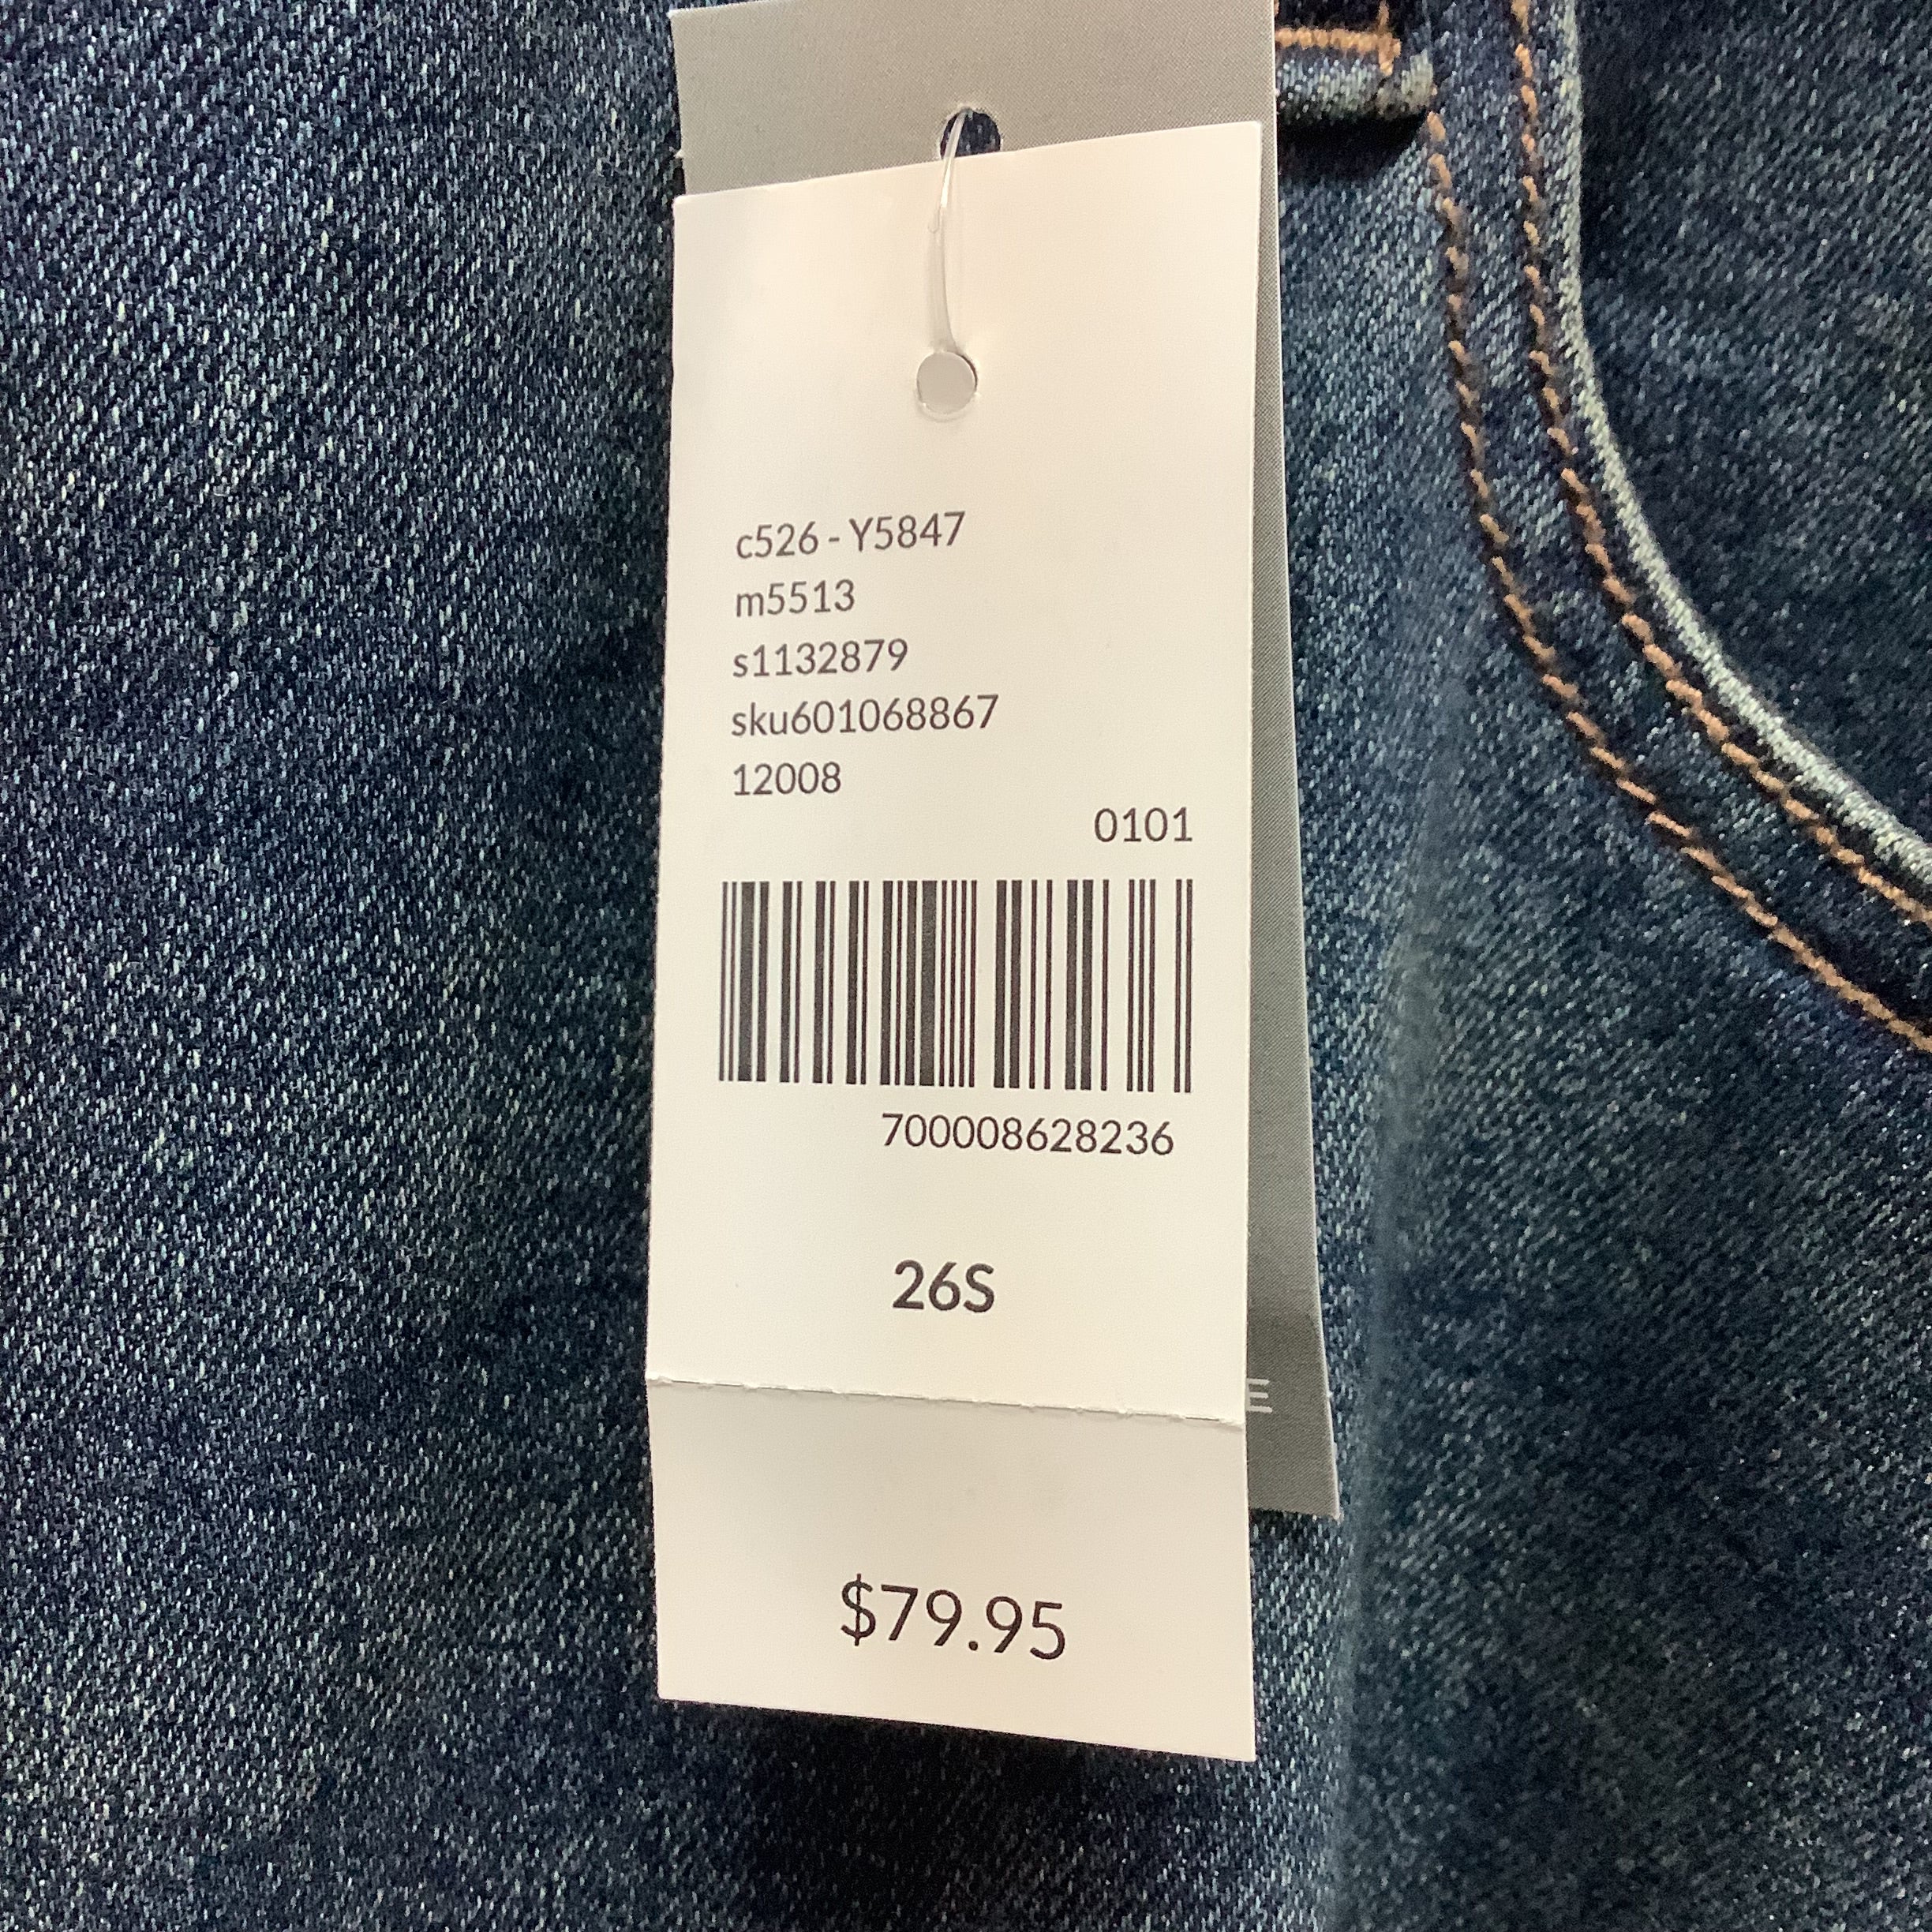 c526 - Y5847
m5513
s1132879
sku601068867
12008
0101
700008628236
26S
E
$79.95